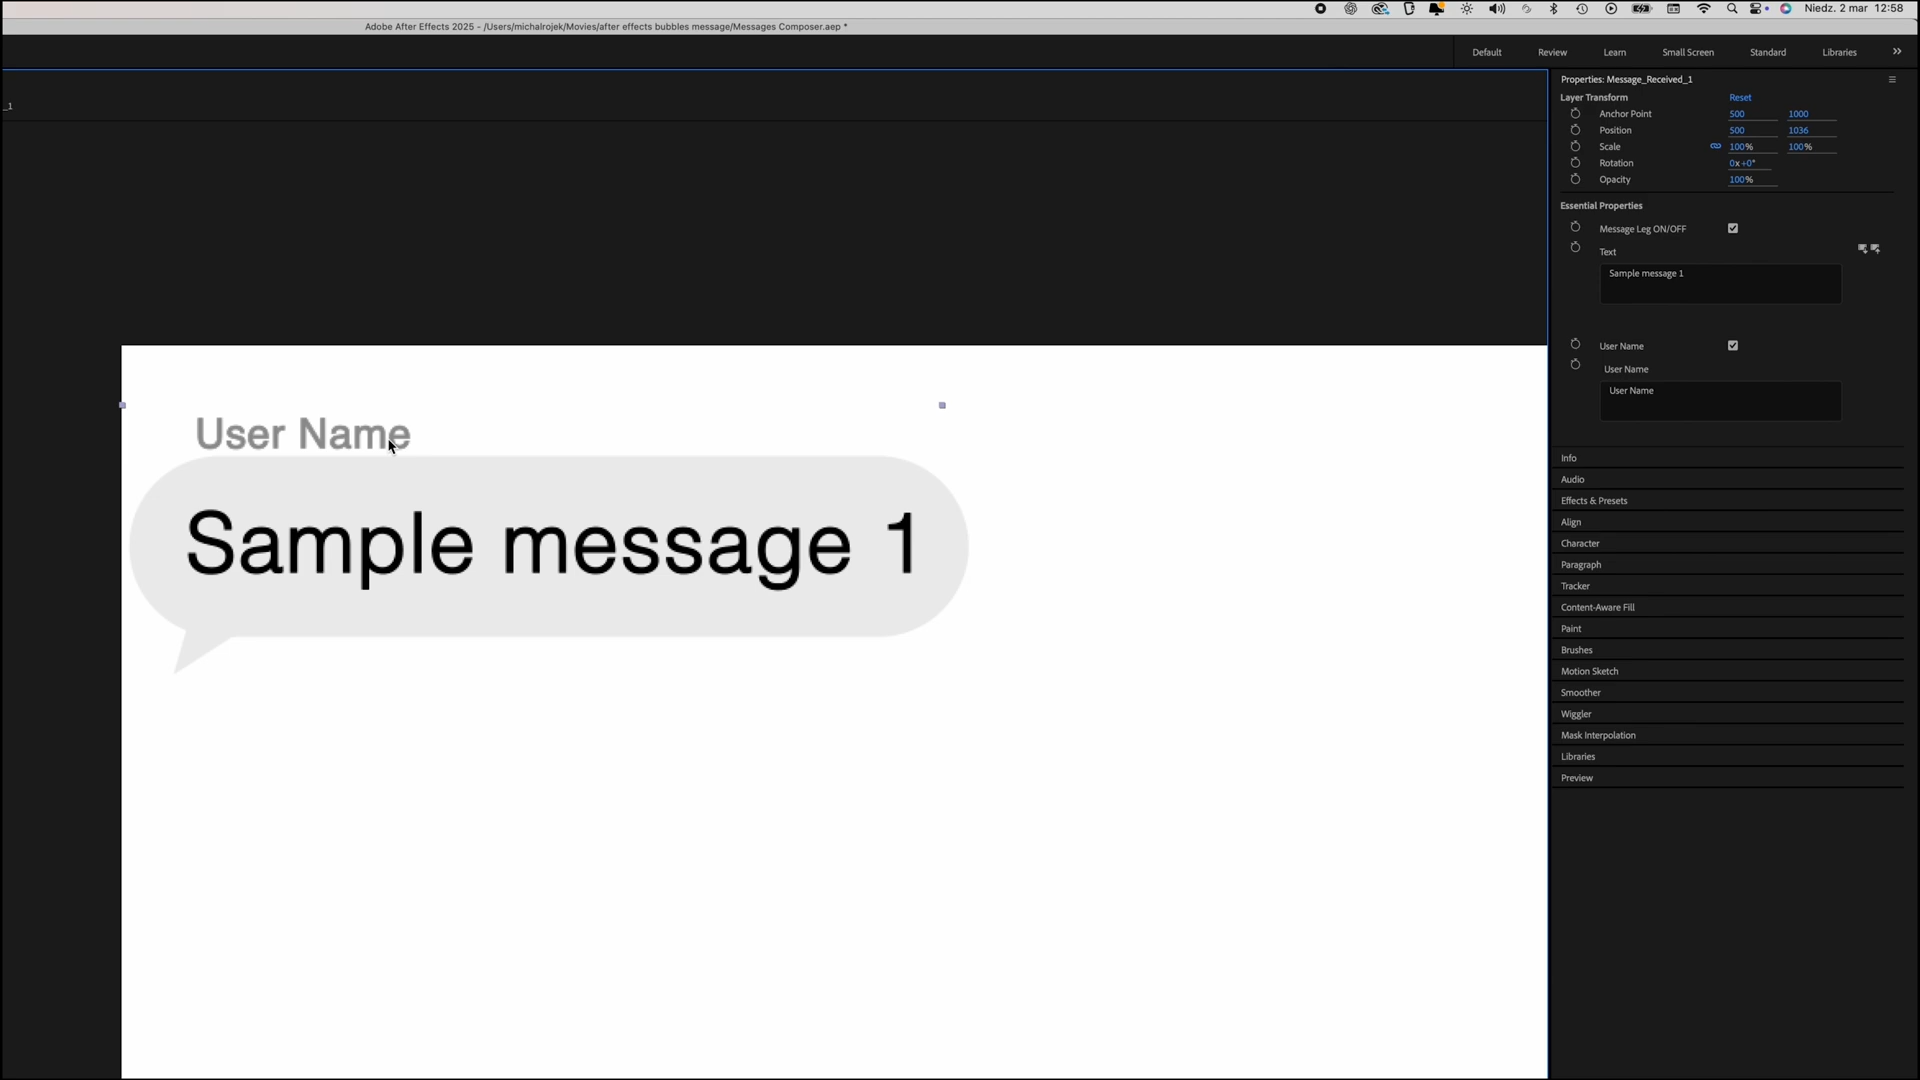 Niedz. 2 mar 12:58
Adobe After Effects 2025 - /Users/michalrojek/Movies/after effects bubbles message/Messages Composer.aep *
Default Review Learn Small Screen Standard Libraries
_1
Properties: Message_Received_1
Layer Transform Reset
Anchor Point 500 1000
Position 500 1036
Scale 100% 100%
Rotation 0x+0°
Opacity 100%
Essential Properties
Message Leg ON/OFF
Text
Sample message 1
User Name
User Name
User Name
User Name
Sample message 1
Info
Audio
Effects & Presets
Align
Character
Paragraph
Tracker
Content-Aware Fill
Paint
Brushes
Motion Sketch
Smoother
Wiggler
Mask Interpolation
Libraries
Preview